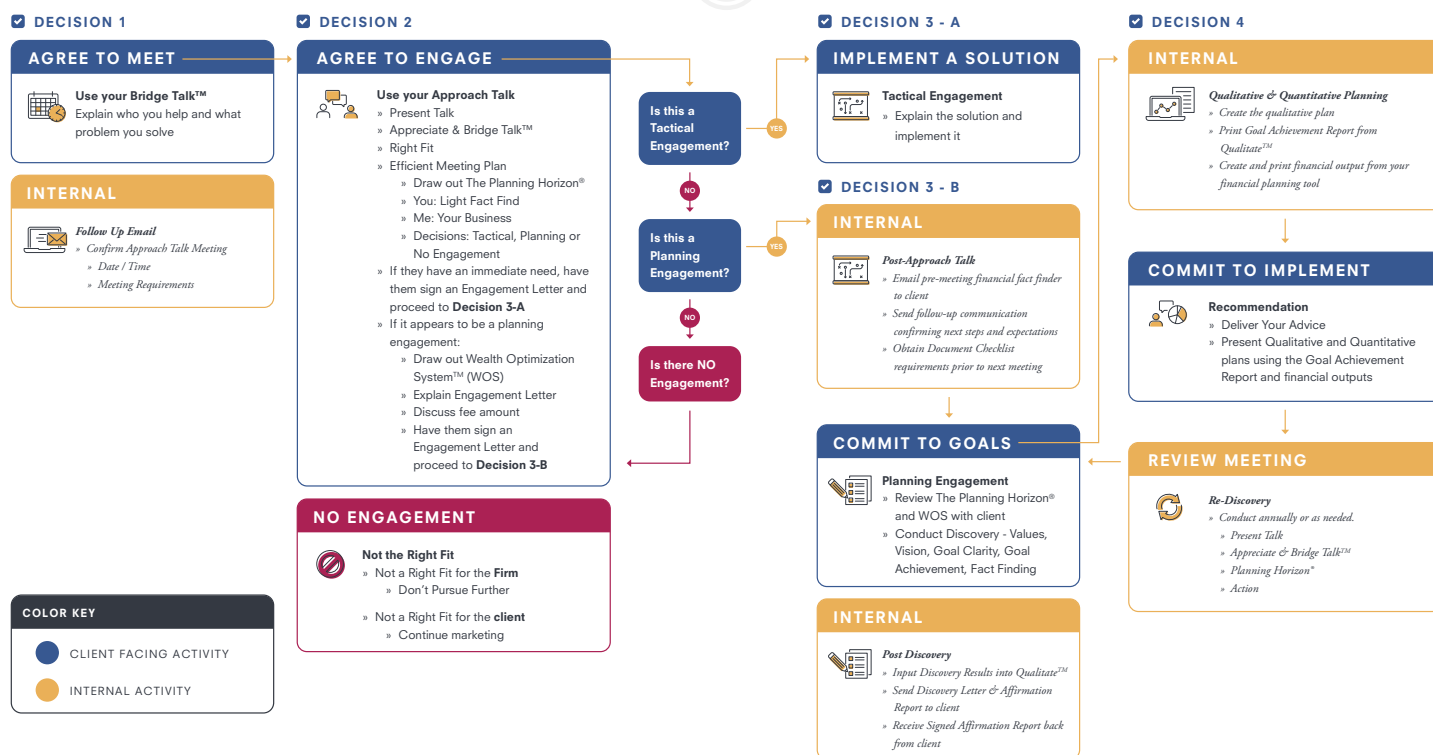 DECISION 1
AGREE TO MEET
Use your Bridge Talk™
Explain who you help and what
problem you solve
INTERNAL
Follow Up Email
» Confirm Approach Talk Meeting
» Date / Time
» Meeting Requirements
COLOR KEY
CLIENT FACING ACTIVITY
INTERNAL ACTIVITY
DECISION 2
AGREE TO ENGAGE
Use your Approach Talk
» Present Talk
» Appreciate & Bridge Talk™
» Right Fit
» Efficient Meeting Plan
» Draw out The Planning Horizon®
» You: Light Fact Find
» Me: Your Business
» Decisions: Tactical, Planning or
No Engagement
» If they have an immediate need, have
them sign an Engagement Letter and
proceed to Decision 3-A
» If it appears to be a planning
engagement:
» Draw out Wealth Optimization
System™ (WOS)
» Explain Engagement Letter
» Discuss fee amount
» Have them sign an
Engagement Letter and
proceed to Decision 3-B
NO ENGAGEMENT
Not the Right Fit
» Not a Right Fit for the Firm
» Don't Pursue Further
» Not a Right Fit for the client
» Continue marketing
Is this a
Tactical
Engagement?
YES
NO
Is this a
Planning
Engagement?
YES
NO
Is there NO
Engagement?
DECISION 3 - A
IMPLEMENT A SOLUTION
Tactical Engagement
» Explain the solution and
implement it
DECISION 3 - B
INTERNAL
Post-Approach Talk
» Email pre-meeting financial fact finder
to client
» Send follow-up communication
confirming next steps and expectations
» Obtain Document Checklist
requirements prior to next meeting
COMMIT TO GOALS
Planning Engagement
» Review The Planning Horizon®
and WOS with client
» Conduct Discovery - Values,
Vision, Goal Clarity, Goal
Achievement, Fact Finding
INTERNAL
Post Discovery
» Input Discovery Results into Qualitate™
» Send Discovery Letter & Affirmation
Report to client
» Receive Signed Affirmation Report back
from client
DECISION 4
INTERNAL
Qualitative & Quantitative Planning
» Create the qualitative plan
» Print Goal Achievement Report from
Qualitate™
» Create and print financial output from your
financial planning tool
COMMIT TO IMPLEMENT
Recommendation
» Deliver Your Advice
» Present Qualitative and Quantitative
plans using the Goal Achievement
Report and financial outputs
REVIEW MEETING
Re-Discovery
» Conduct annually or as needed.
» Present Talk
» Appreciate & Bridge Talk™
» Planning Horizon®
» Action